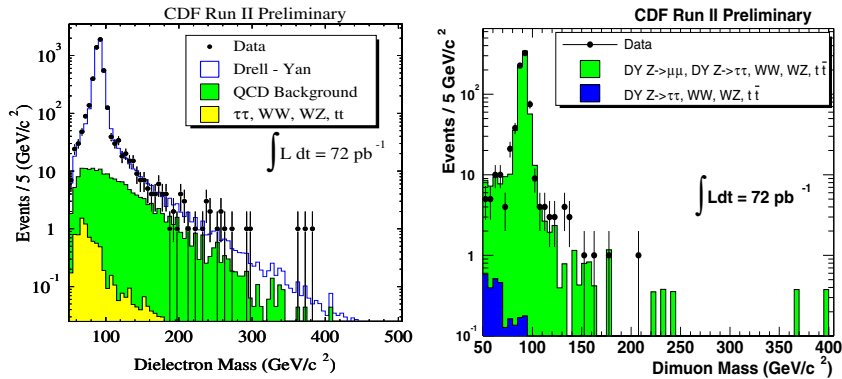 CDF Run II Preliminary
Events / 5 (GeV/c²)
10³
10²
10
1
10⁻¹
Data
Drell - Yan
QCD Background
ττ, WW, WZ, tt
∫ L dt = 72 pb⁻¹
100 200 300 400 500
Dielectron Mass (GeV/c²)
CDF Run II Preliminary
Events / 5 GeV/c²
10²
10
1
10⁻¹
Data
DY Z->μμ, DY Z->ττ, WW, WZ, t t̄
DY Z->ττ, WW, WZ, t t̄
∫ Ldt = 72 pb⁻¹
50 100 150 200 250 300 350 400
Dimuon Mass (GeV/c²)